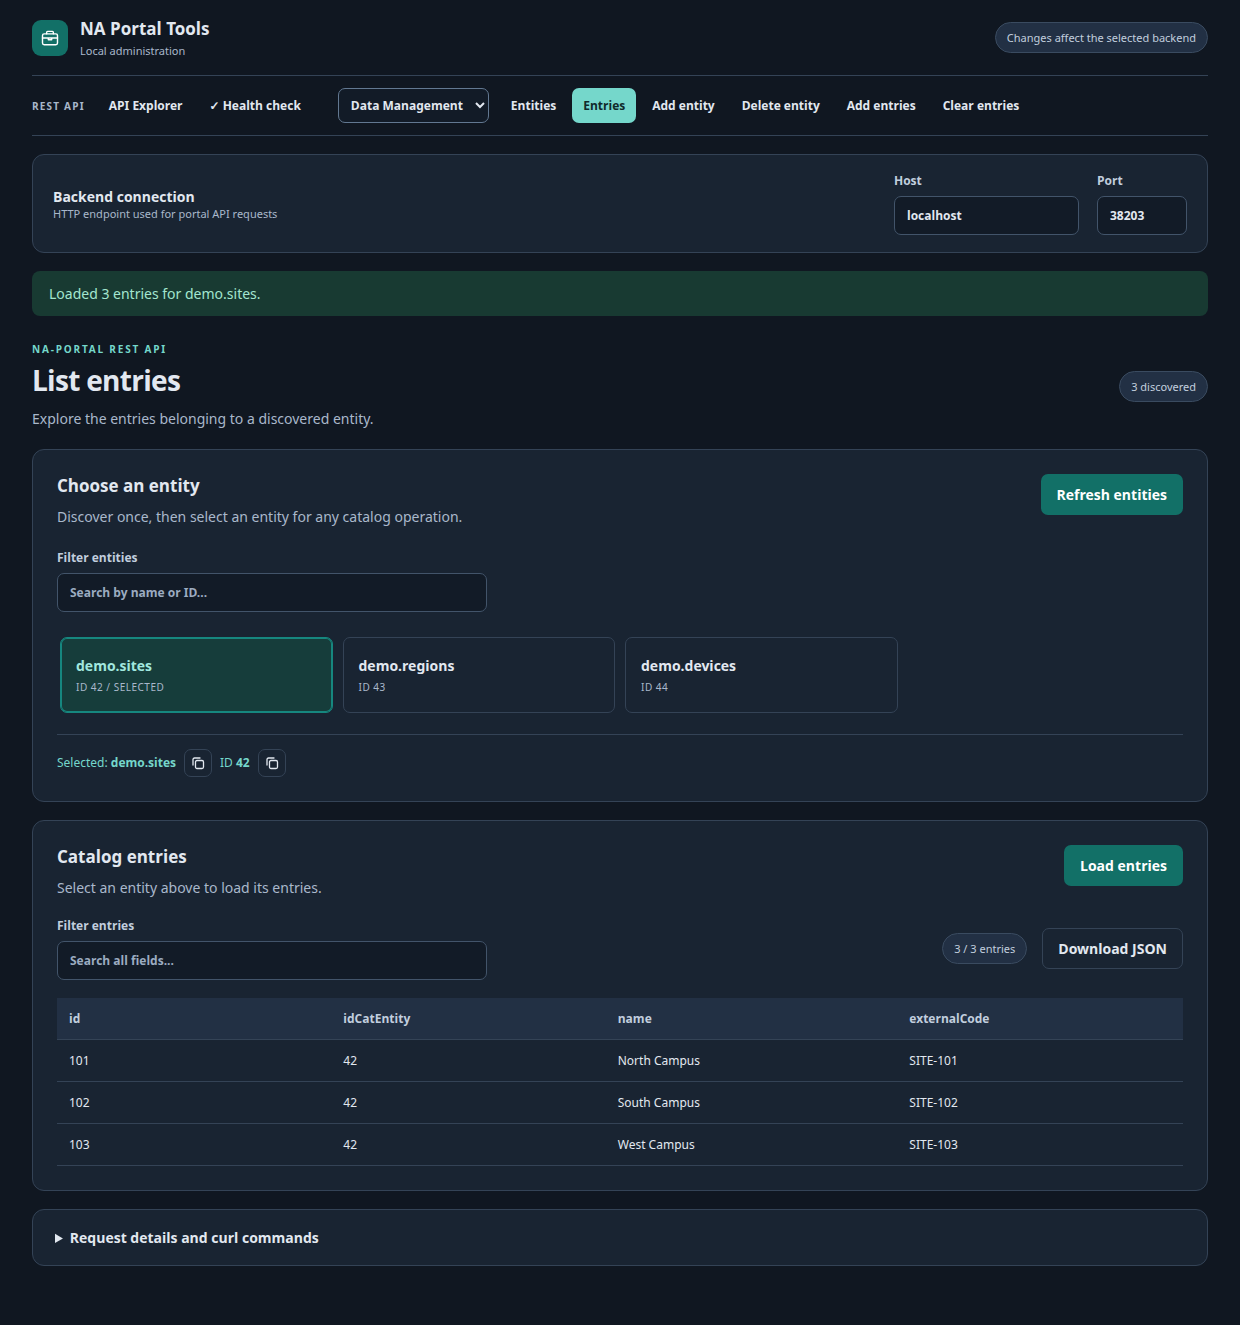 NA Portal Tools
Local administration
Changes affect the selected backend
REST API API Explorer ✓ Health check Data Management Entities Entries Add entity Delete entity Add entries Clear entries
Backend connection
HTTP endpoint used for portal API requests
Host
Port
localhost
38203
Loaded 3 entries for demo.sites.
NA-PORTAL REST API
List entries
3 discovered
Explore the entries belonging to a discovered entity.
Choose an entity
Refresh entities
Discover once, then select an entity for any catalog operation.
Filter entities
Search by name or ID...
demo.sites
ID 42 / SELECTED
demo.regions
ID 43
demo.devices
ID 44
Selected: demo.sites ID 42
Catalog entries
Load entries
Select an entity above to load its entries.
Filter entries
Search all fields...
3 / 3 entries
Download JSON
id idCatEntity name externalCode
101 42 North Campus SITE-101
102 42 South Campus SITE-102
103 42 West Campus SITE-103
Request details and curl commands